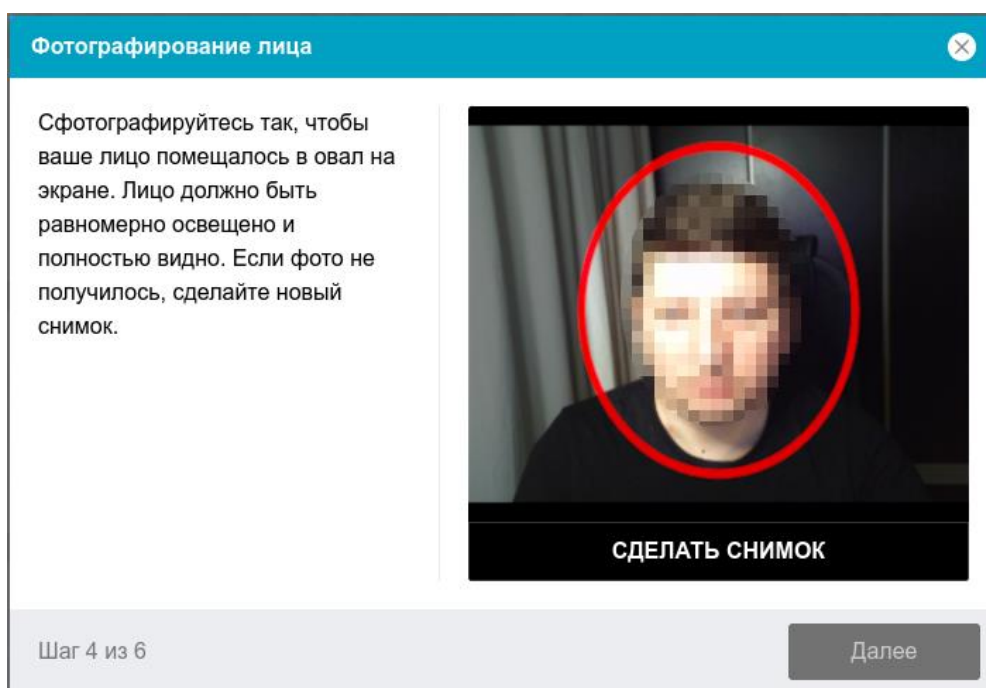 Фотографирование лица
Сфотографируйтесь так, чтобы
ваше лицо помещалось в овал на
экране. Лицо должно быть
равномерно освещено и
полностью видно. Если фото не
получилось, сделайте новый
снимок.
СДЕЛАТЬ СНИМОК
Шаг 4 из 6
Далее